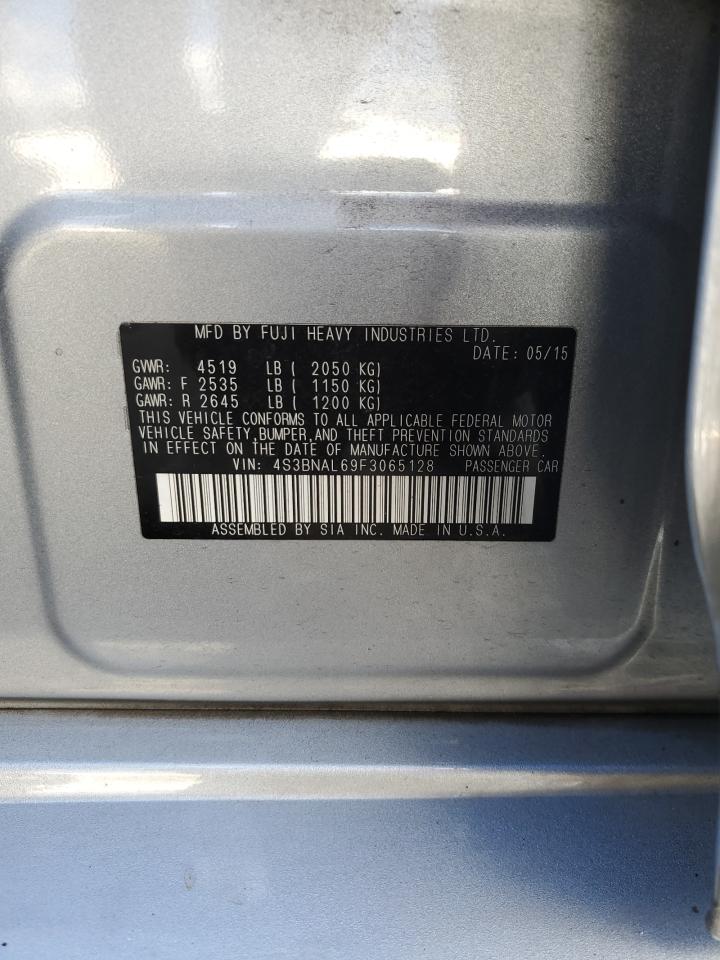 MFD BY FUJI HEAVY INDUSTRIES LTD.
DATE: 05/15
GVWR: 4519 LB ( 2050 KG)
GAWR: F 2535 LB ( 1150 KG)
GAWR: R 2645 LB ( 1200 KG)
THIS VEHICLE CONFORMS TO ALL APPLICABLE FEDERAL MOTOR
VEHICLE SAFETY,BUMPER,AND THEFT PREVENTION STANDARDS
IN EFFECT ON THE DATE OF MANUFACTURE SHOWN ABOVE.
VIN: 4S3BNAL69F3065128 PASSENGER CAR
ASSEMBLED BY SIA INC. MADE IN U.S.A.